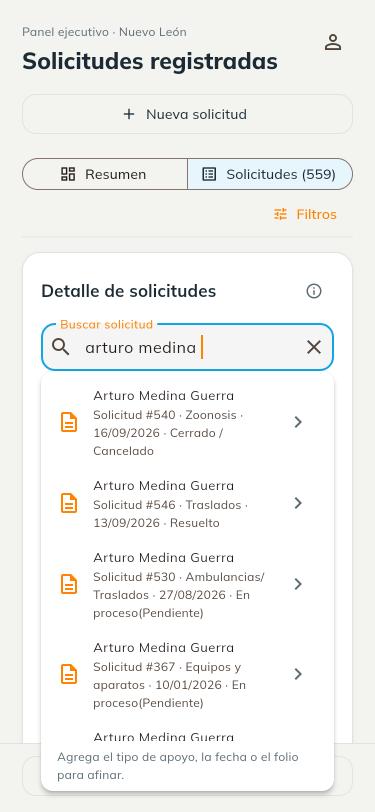 Panel ejecutivo · Nuevo León
Solicitudes registradas
Nueva solicitud
Resumen
Solicitudes (559)
Filtros
Detalle de solicitudes
Buscar solicitud
arturo medina
Arturo Medina Guerra
Solicitud #540 · Zoonosis ·
16/09/2026 · Cerrado /
Cancelado
Arturo Medina Guerra
Solicitud #546 · Traslados ·
13/09/2026 · Resuelto
Arturo Medina Guerra
Solicitud #530 · Ambulancias/
Traslados · 27/08/2026 · En
proceso(Pendiente)
Arturo Medina Guerra
Solicitud #367 · Equipos y
aparatos · 10/01/2026 · En
proceso(Pendiente)
Arturo Medina Guerra
Agrega el tipo de apoyo, la fecha o el folio
para afinar.